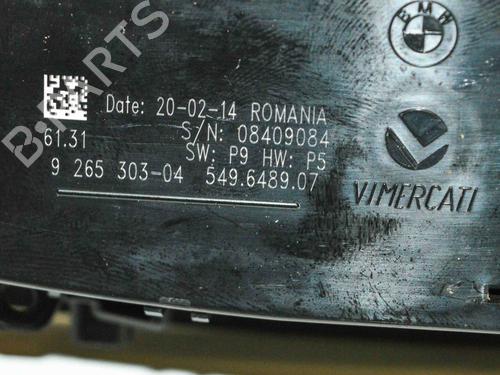 BMW
Date: 20-02-14 ROMANIA
S/N: 08409084
61.31 SW: P9 HW: P5
9 265 303-04 549.6489.07
VIMERCATI
B-PARTS